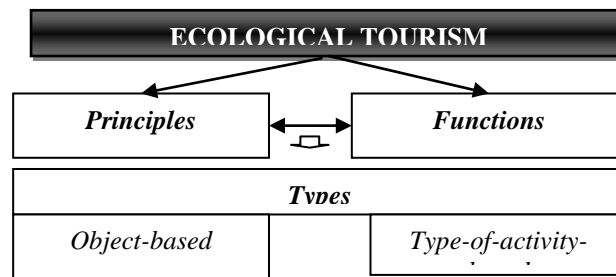 ECOLOGICAL TOURISM
Principles
Functions
Types
Object-based
Type-of-activity-